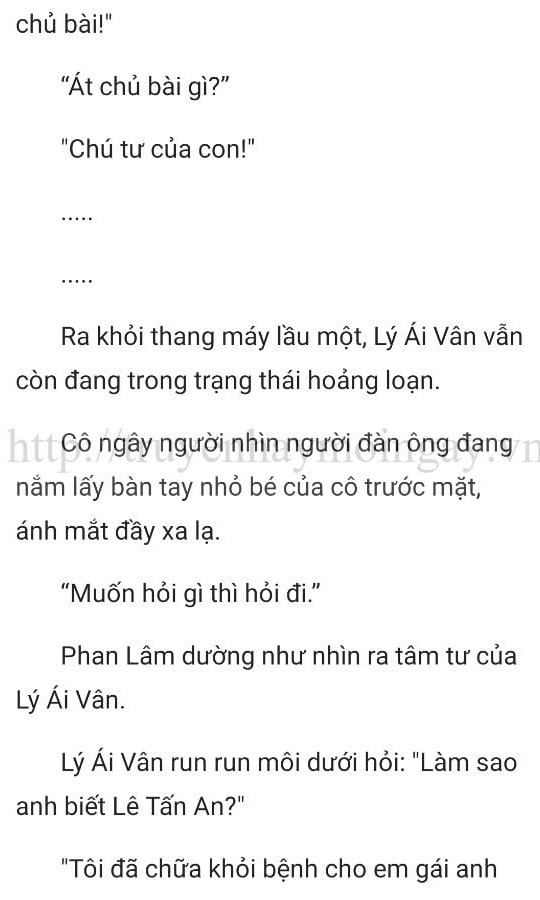 chủ bài!"
“Át chủ bài gì?”
"Chú tư của con!"
.....
.....
Ra khỏi thang máy lầu một, Lý Ái Vân vẫn
còn đang trong trạng thái hoảng loạn.
Cô ngây người nhìn người đàn ông đang
http://truyenhaymoingay.vn
nắm lấy bàn tay nhỏ bé của cô trước mặt,
ánh mắt đầy xa lạ.
“Muốn hỏi gì thì hỏi đi.”
Phan Lâm dường như nhìn ra tâm tư của
Lý Ái Vân.
Lý Ái Vân run run môi dưới hỏi: "Làm sao
anh biết Lê Tấn An?"
"Tôi đã chữa khỏi bệnh cho em gái anh